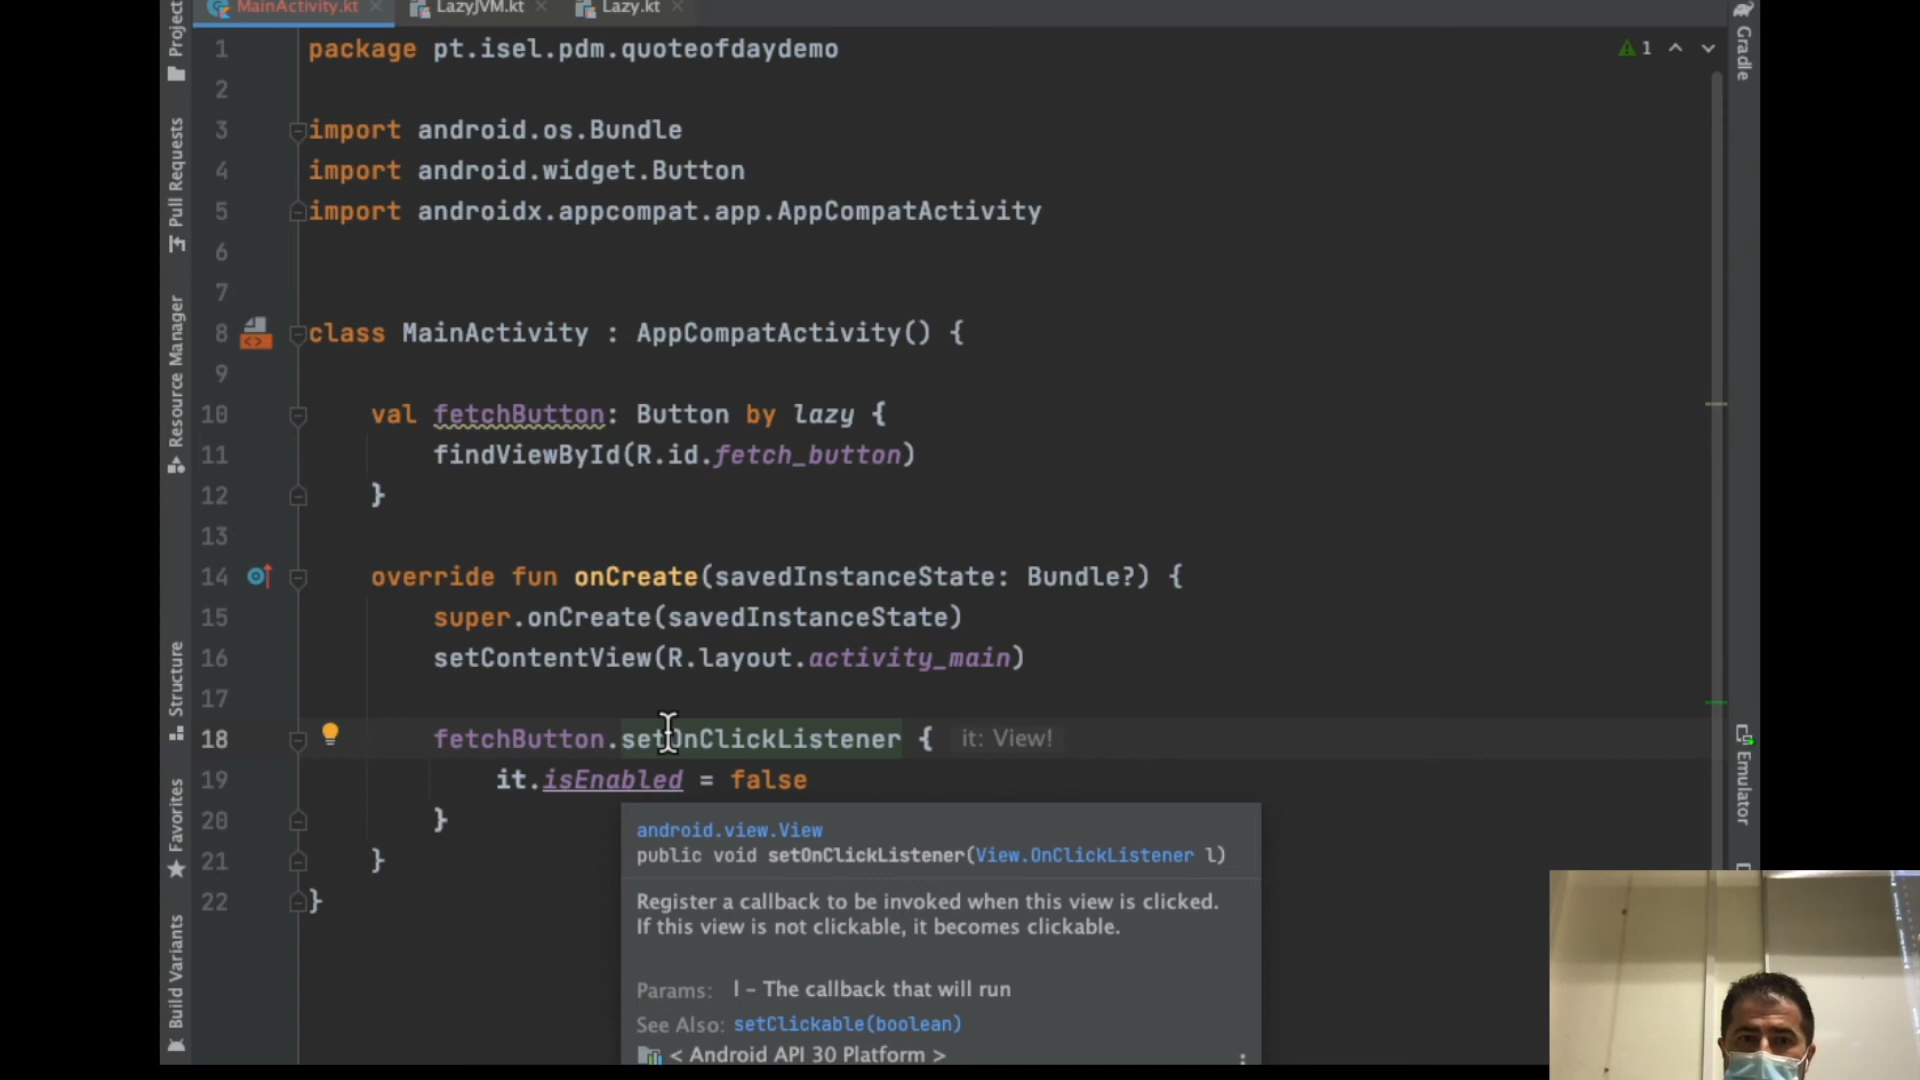 MainActivity.kt
LazyJVM.kt
Lazy.kt
Project
Pull Requests
Resource Manager
Structure
Favorites
Build Variants
1 package pt.isel.pdm.quoteofdaydemo
2
3 import android.os.Bundle
4 import android.widget.Button
5 import androidx.appcompat.app.AppCompatActivity
6
7
8 class MainActivity : AppCompatActivity() {
9
10 val fetchButton: Button by lazy {
11 findViewById(R.id.fetch_button)
12 }
13
14 override fun onCreate(savedInstanceState: Bundle?) {
15 super.onCreate(savedInstanceState)
16 setContentView(R.layout.activity_main)
17
18 fetchButton.setOnClickListener { it: View!
19 it.isEnabled = false
20 }
21 }
22 }
android.view.View
public void setOnClickListener(View.OnClickListener l)
Register a callback to be invoked when this view is clicked.
If this view is not clickable, it becomes clickable.
Params: l – The callback that will run
See Also: setClickable(boolean)
< Android API 30 Platform >
1
Gradle
Emulator